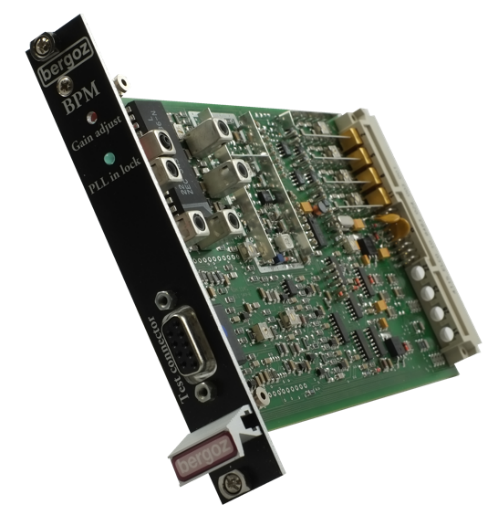 bergoz
BPM
Gain adjust
PLL in lock
Test connector
bergoz